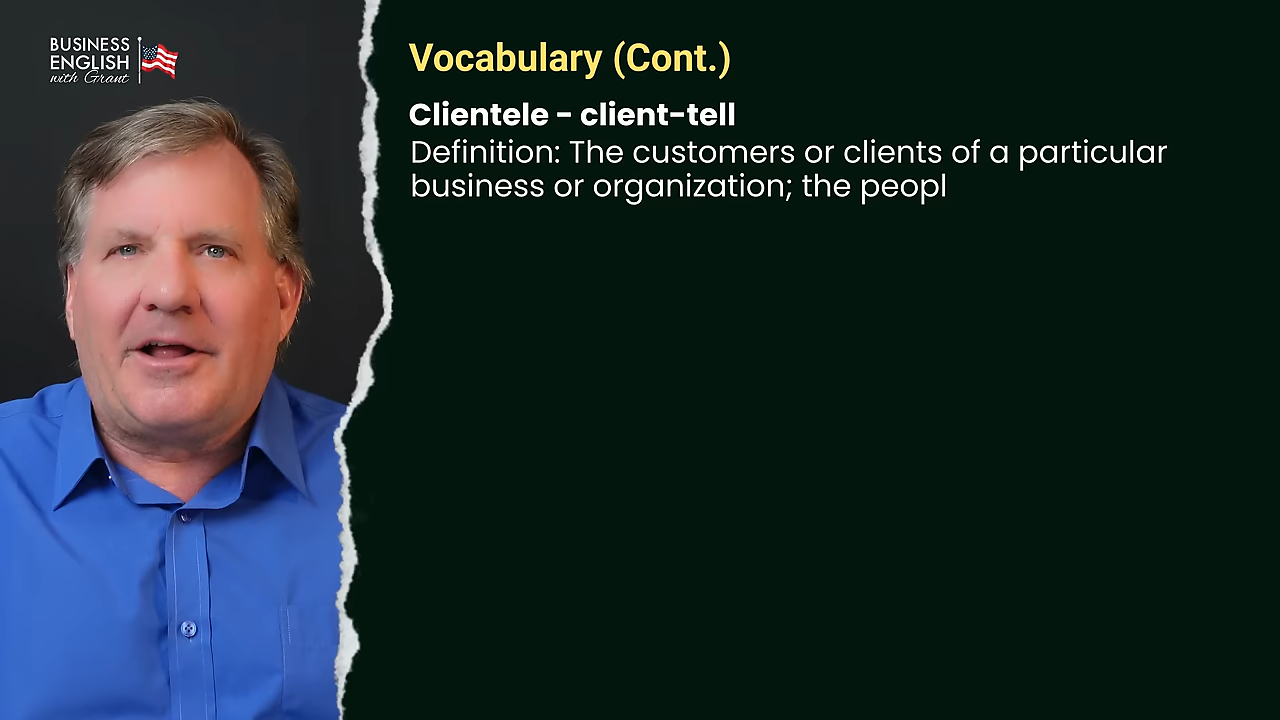 BUSINESS
ENGLISH
with Grant
Vocabulary (Cont.)
Clientele - client-tell
Definition: The customers or clients of a particular
business or organization; the peopl